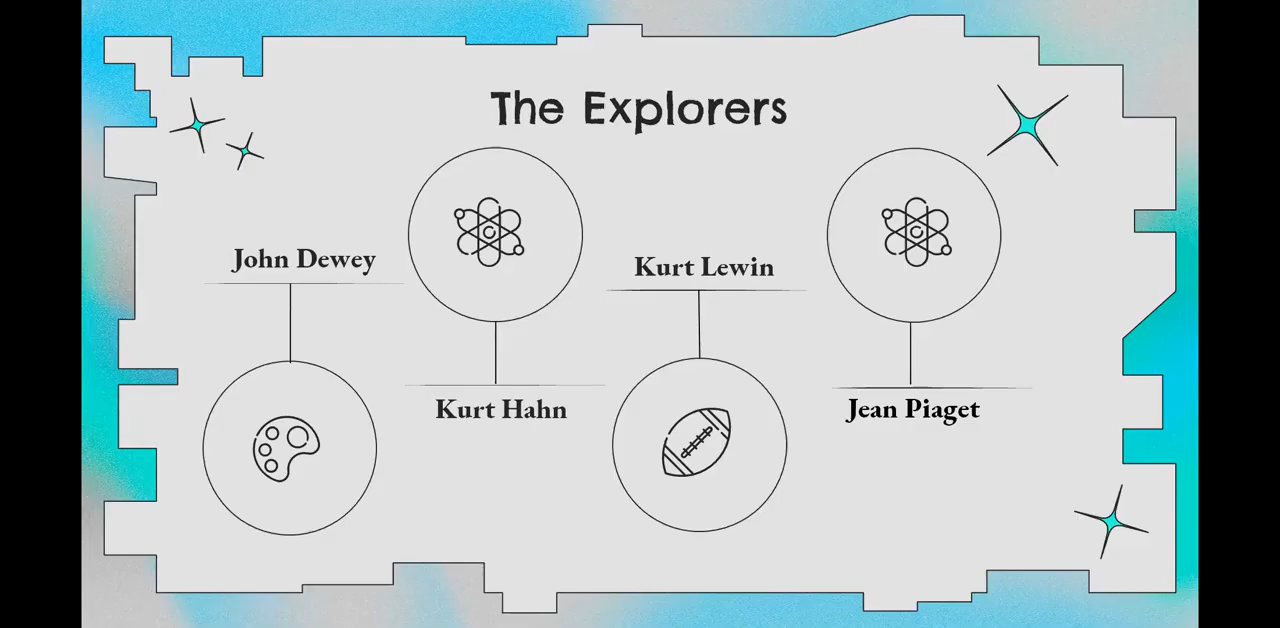 The Explorers
John Dewey
Kurt Hahn
Kurt Lewin
Jean Piaget